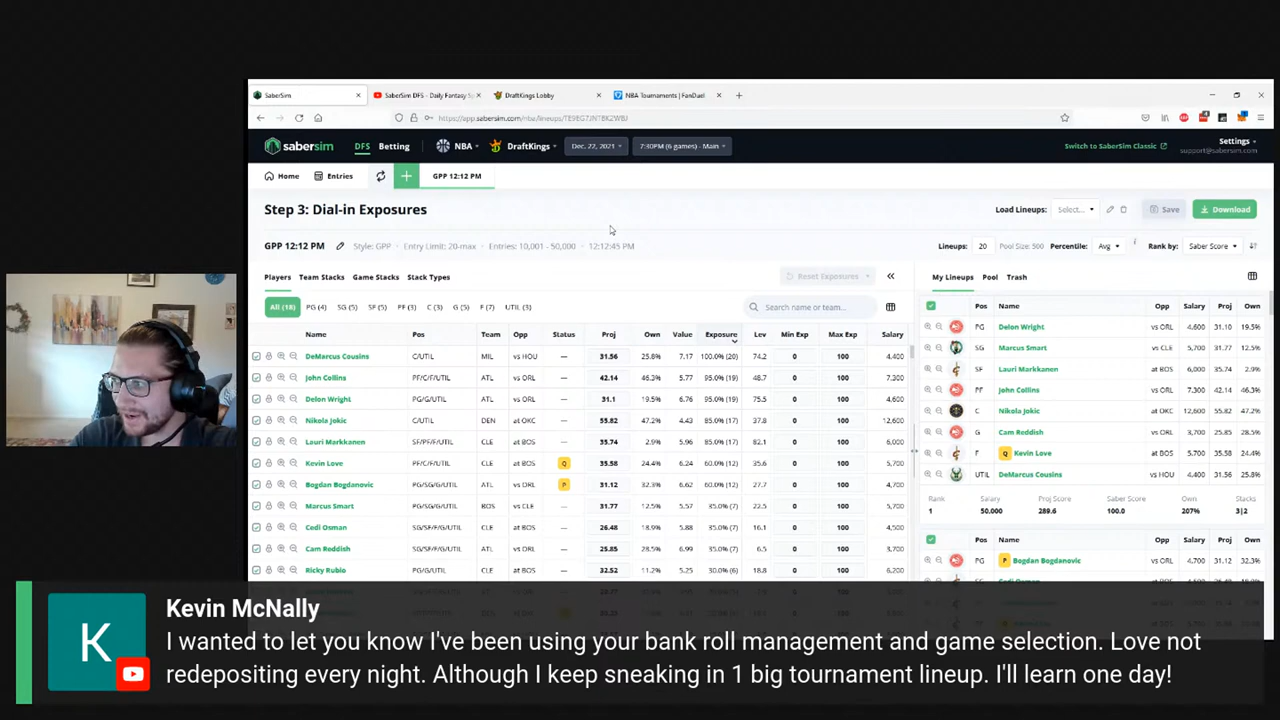 SaberSim
SaberSim DFS - Daily Fantasy Sp
DraftKings Lobby
NBA Tournaments | FanDuel
https://app.sabersim.com/nba/lineups/
sabersim
DFS
Betting
NBA
DraftKings
Dec. 22, 2021
7:30PM (6 games) - Main
Switch to SaberSim Classic
Settings
support@sabersim.com
Home
Entries
GPP 12:12 PM
Step 3: Dial-in Exposures
Load Lineups:
Select...
Save
Download
GPP 12:12 PM
Style: GPP · Entry Limit: 20-max · Entries: 10,001 - 50,000 · 12:12:45 PM
Lineups: 20 Pool Size: 500 Percentile: Avg Rank by: Saber Score
Players Team Stacks Game Stacks Stack Types
Reset Exposures
My Lineups Pool Trash
All (18) PG (4) SG (5) SF (5) PF (3) C (3) G (5) F (7) UTIL (3)
Search name or team...
Name Pos Team Opp Status Proj Own Value Exposure Lev Min Exp Max Exp Salary
DeMarcus Cousins C/UTIL MIL vs HOU — 31.56 25.8% 7.17 100.0% (20) 74.2 0 100 4,400
John Collins PF/C/F/UTIL ATL vs ORL — 42.14 46.3% 5.77 95.0% (19) 48.7 0 100 7,300
Delon Wright PG/G/UTIL ATL vs ORL — 31.1 19.5% 6.76 95.0% (19) 75.5 0 100 4,600
Nikola Jokic C/UTIL DEN at OKC — 55.82 47.2% 4.43 85.0% (17) 37.8 0 100 12,600
Lauri Markkanen SF/PF/F/UTIL CLE at BOS — 35.74 2.9% 5.96 85.0% (17) 82.1 0 100 6,000
Kevin Love PF/C/F/UTIL CLE at BOS Q 35.58 24.4% 6.24 60.0% (12) 35.6 0 100 5,700
Bogdan Bogdanovic PG/SG/G/UTIL ATL vs ORL P 31.12 32.3% 6.62 60.0% (12) 27.7 0 100 4,700
Marcus Smart PG/SG/G/UTIL BOS vs CLE — 31.77 12.5% 5.57 35.0% (7) 22.5 0 100 5,700
Cedi Osman SG/SF/F/G/UTIL CLE at BOS — 26.48 18.9% 5.88 35.0% (7) 16.1 0 100 4,500
Cam Reddish SG/SF/F/G/UTIL ATL vs ORL — 25.85 28.5% 6.99 35.0% (7) 6.5 0 100 3,700
Ricky Rubio PG/G/UTIL CLE at BOS — 32.52 11.2% 5.25 30.0% (6) 18.8 0 100 6,200
Pos Name Opp Salary Proj Own
PG Delon Wright vs ORL 4,600 31.10 19.5%
SG Marcus Smart vs CLE 5,700 31.77 12.5%
SF Lauri Markkanen at BOS 6,000 35.74 2.9%
PF John Collins vs ORL 7,300 42.14 46.3%
C Nikola Jokic at OKC 12,600 55.82 47.2%
G Cam Reddish vs ORL 3,700 25.85 28.5%
F Q Kevin Love at BOS 5,700 35.58 24.4%
UTIL DeMarcus Cousins vs HOU 4,400 31.56 25.8%
Rank Salary Proj Score Saber Score Own Stacks
1 50,000 289.6 100.0 207% 3|2
Pos Name Opp Salary Proj Own
PG P Bogdan Bogdanovic vs ORL 4,700 31.12 32.3%
K
Kevin McNally
I wanted to let you know I've been using your bank roll management and game selection. Love not
redepositing every night. Although I keep sneaking in 1 big tournament lineup. I'll learn one day!